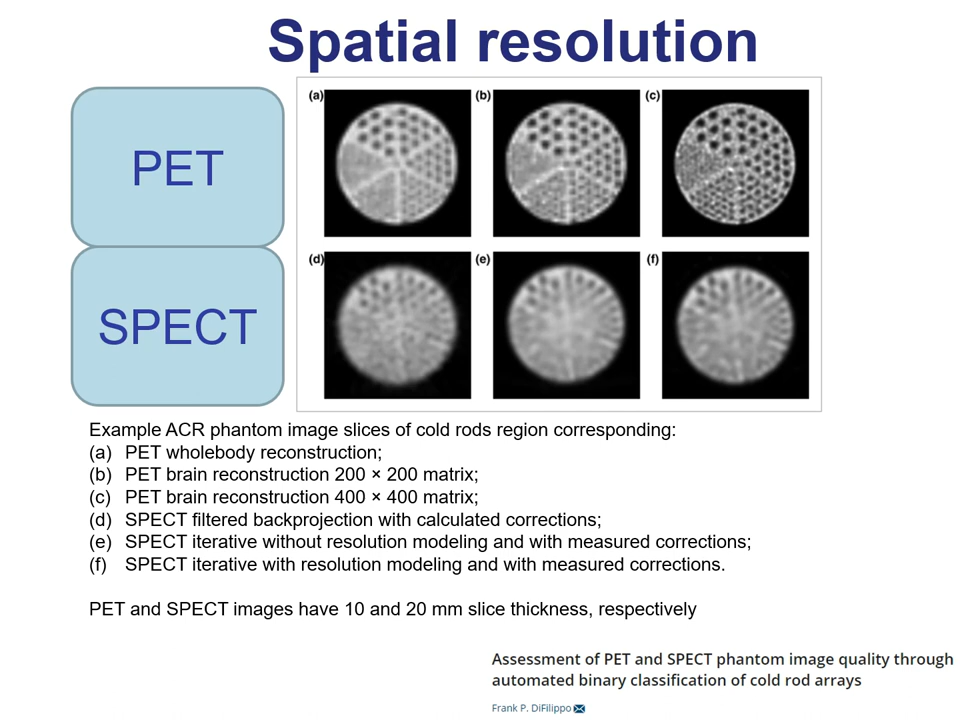 Spatial resolution
PET
SPECT
(a)
(b)
(c)
(d)
(e)
(f)
Example ACR phantom image slices of cold rods region corresponding:
(a) PET wholebody reconstruction;
(b) PET brain reconstruction 200 × 200 matrix;
(c) PET brain reconstruction 400 × 400 matrix;
(d) SPECT filtered backprojection with calculated corrections;
(e) SPECT iterative without resolution modeling and with measured corrections;
(f) SPECT iterative with resolution modeling and with measured corrections.
PET and SPECT images have 10 and 20 mm slice thickness, respectively
Assessment of PET and SPECT phantom image quality through
automated binary classification of cold rod arrays
Frank P. DiFilippo